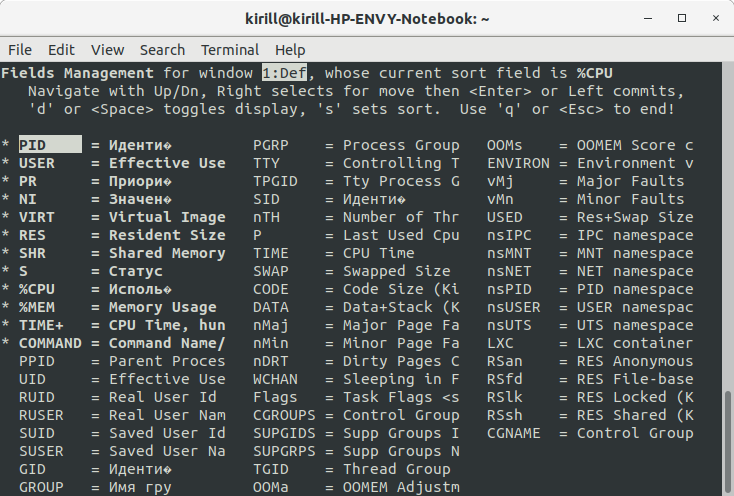 kirill@kirill-HP-ENVY-Notebook: ~
File Edit View Search Terminal Help
Fields Management for window 1:Def, whose current sort field is %CPU
Navigate with Up/Dn, Right selects for move then <Enter> or Left commits,
'd' or <Space> toggles display, 's' sets sort. Use 'q' or <Esc> to end!
* PID = Иденти� PGRP = Process Group OOMs = OOMEM Score c
* USER = Effective Use TTY = Controlling T ENVIRON = Environment v
* PR = Приори� TPGID = Tty Process G vMj = Major Faults
* NI = Значен� SID = Иденти� vMn = Minor Faults
* VIRT = Virtual Image nTH = Number of Thr USED = Res+Swap Size
* RES = Resident Size P = Last Used Cpu nsIPC = IPC namespace
* SHR = Shared Memory TIME = CPU Time nsMNT = MNT namespace
* S = Статус SWAP = Swapped Size nsNET = NET namespace
* %CPU = Исполь� CODE = Code Size (Ki nsPID = PID namespace
* %MEM = Memory Usage DATA = Data+Stack (K nsUSER = USER namespac
* TIME+ = CPU Time, hun nMaj = Major Page Fa nsUTS = UTS namespace
* COMMAND = Command Name/ nMin = Minor Page Fa LXC = LXC container
PPID = Parent Proces nDRT = Dirty Pages C RSan = RES Anonymous
UID = Effective Use WCHAN = Sleeping in F RSfd = RES File-base
RUID = Real User Id Flags = Task Flags <s RSlk = RES Locked (K
RUSER = Real User Nam CGROUPS = Control Group RSsh = RES Shared (K
SUID = Saved User Id SUPGIDS = Supp Groups I CGNAME = Control Group
SUSER = Saved User Na SUPGRPS = Supp Groups N
GID = Иденти� TGID = Thread Group
GROUP = Имя гру OOMa = OOMEM Adjustm